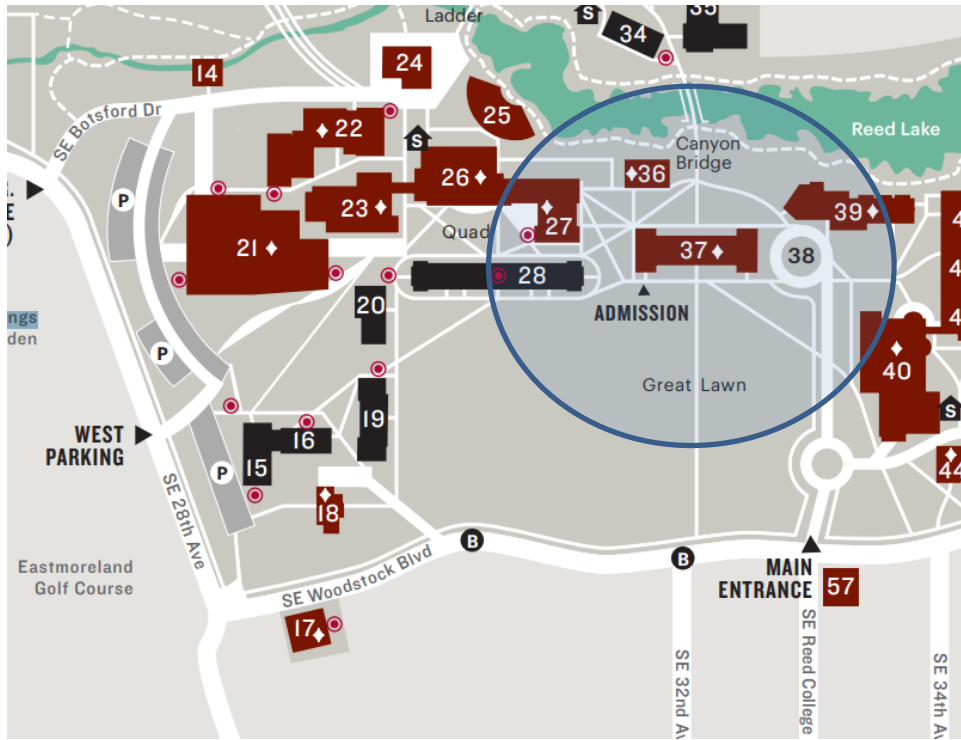 Ladder
S
34
35
14
24
SE Botsford Dr
25
22
Reed Lake
S
Canyon
Bridge
36
26
P
23
27
39
Quad
21
37
38
28
ADMISSION
20
P
40
Great Lawn
19
S
WEST
PARKING
16
15
P
44
18
SE 28th Ave
B
B
Eastmoreland
Golf Course
SE Woodstock Blvd
MAIN
ENTRANCE
57
17
SE 32nd Av
SE Reed College
SE 34th Av